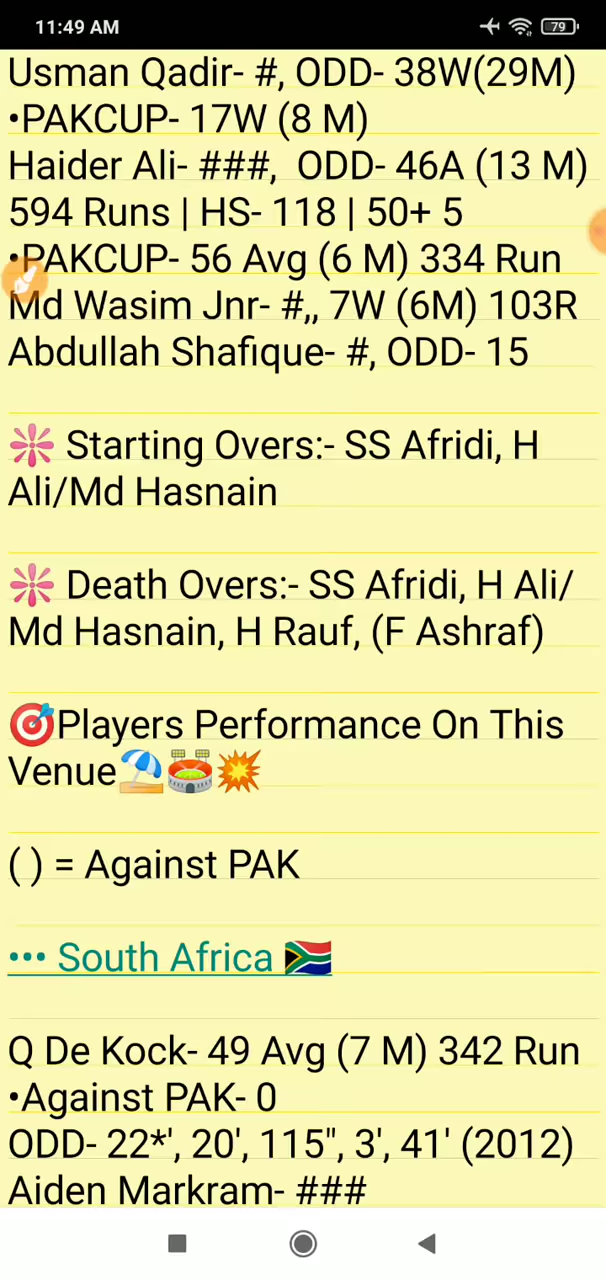 11:49 AM
79
Usman Qadir- #, ODD- 38W(29M)
•PAKCUP- 17W (8 M)
Haider Ali- ###, ODD- 46A (13 M)
594 Runs | HS- 118 | 50+ 5
•PAKCUP- 56 Avg (6 M) 334 Run
Md Wasim Jnr- #,, 7W (6M) 103R
Abdullah Shafique- #, ODD- 15
Starting Overs:- SS Afridi, H
Ali/Md Hasnain
Death Overs:- SS Afridi, H Ali/
Md Hasnain, H Rauf, (F Ashraf)
🎯Players Performance On This
Venue⛱🏟💥
( ) = Against PAK
••• South Africa 🇿🇦
Q De Kock- 49 Avg (7 M) 342 Run
•Against PAK- 0
ODD- 22*', 20', 115", 3', 41' (2012)
Aiden Markram- ###